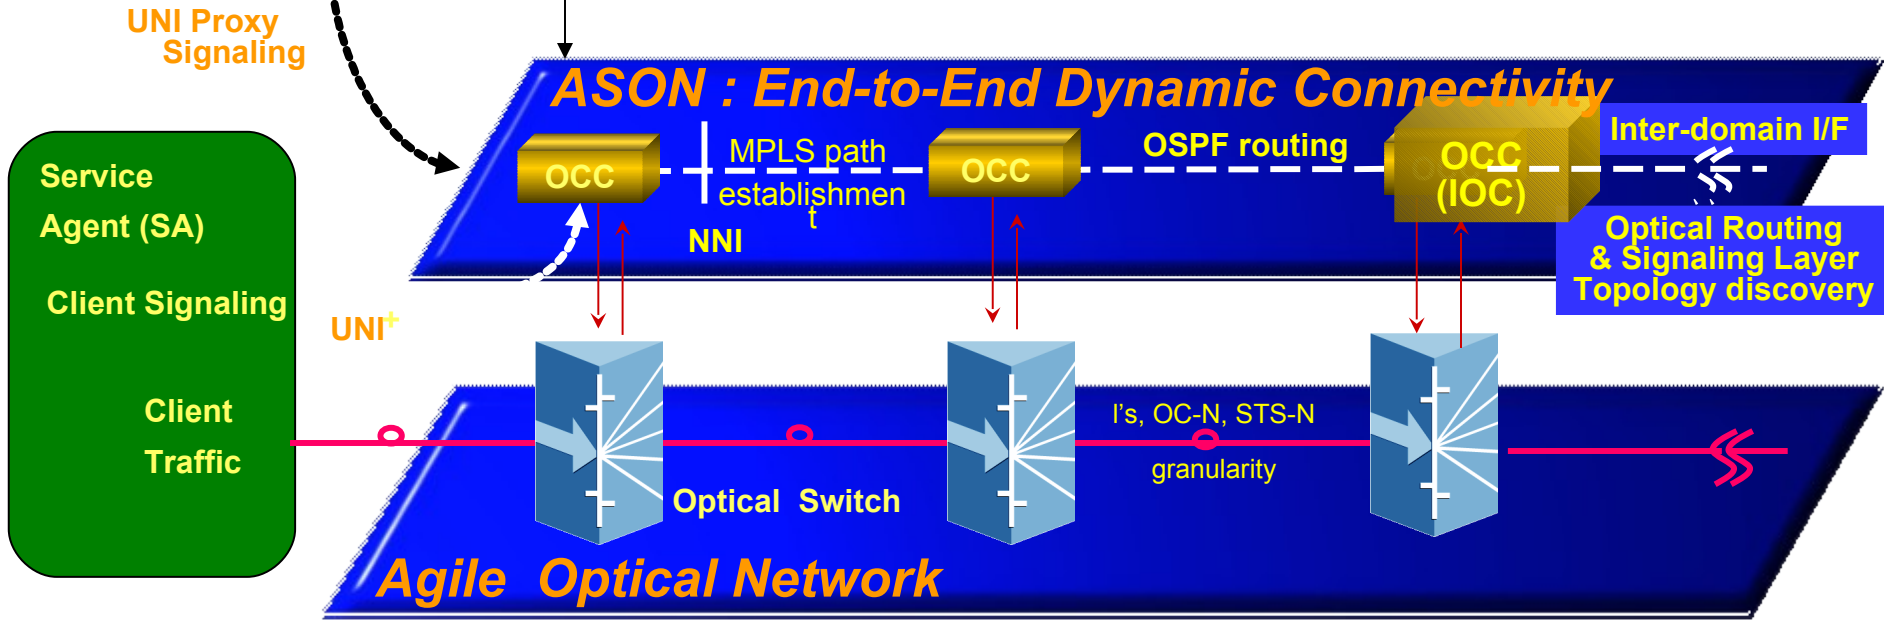 UNI Proxy
Signaling
ASON : End-to-End Dynamic Connectivity
Service
Agent (SA)
Client Signaling
Client
Traffic
OCC
MPLS path
establishmen
t
NNI
OCC
OSPF routing
OCC
(IOC)
Inter-domain I/F
Optical Routing
& Signaling Layer
Topology discovery
UNI+
l's, OC-N, STS-N
granularity
Optical Switch
Agile Optical Network